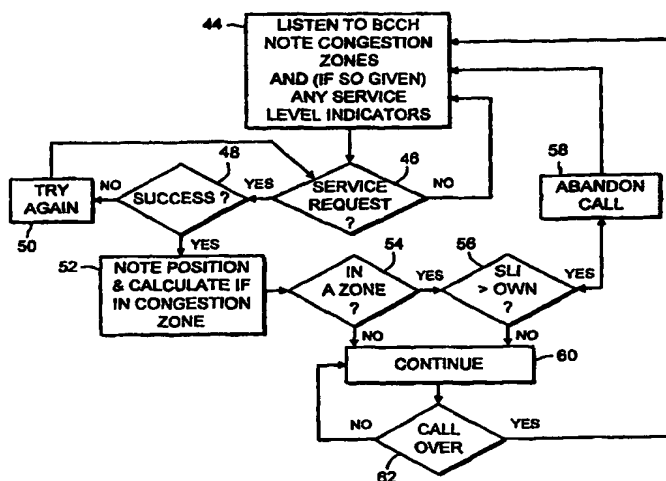 44
LISTEN TO BCCH
NOTE CONGESTION
ZONES
AND (IF SO GIVEN)
ANY SERVICE
LEVEL INDICATORS
48
46
58
TRY
AGAIN
NO
SUCCESS ?
YES
SERVICE
REQUEST
?
NO
ABANDON
CALL
50
YES
52
NOTE POSITION
& CALCULATE IF
IN CONGESTION
ZONE
54
IN
A ZONE
?
YES
56
SLI
> OWN
?
YES
NO
NO
CONTINUE
60
NO
CALL
OVER
YES
62